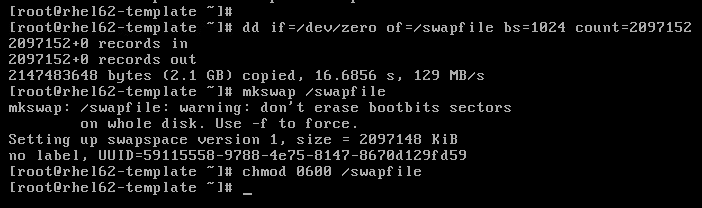 [root@rhel62-template ~]#
[root@rhel62-template ~]# dd if=/dev/zero of=/swapfile bs=1024 count=2097152
2097152+0 records in
2097152+0 records out
2147483648 bytes (2.1 GB) copied, 16.6856 s, 129 MB/s
[root@rhel62-template ~]# mkswap /swapfile
mkswap: /swapfile: warning: don't erase bootbits sectors
        on whole disk. Use -f to force.
Setting up swapspace version 1, size = 2097148 KiB
no label, UUID=59115558-9788-4e75-8147-8670d129fd59
[root@rhel62-template ~]# chmod 0600 /swapfile
[root@rhel62-template ~]# _